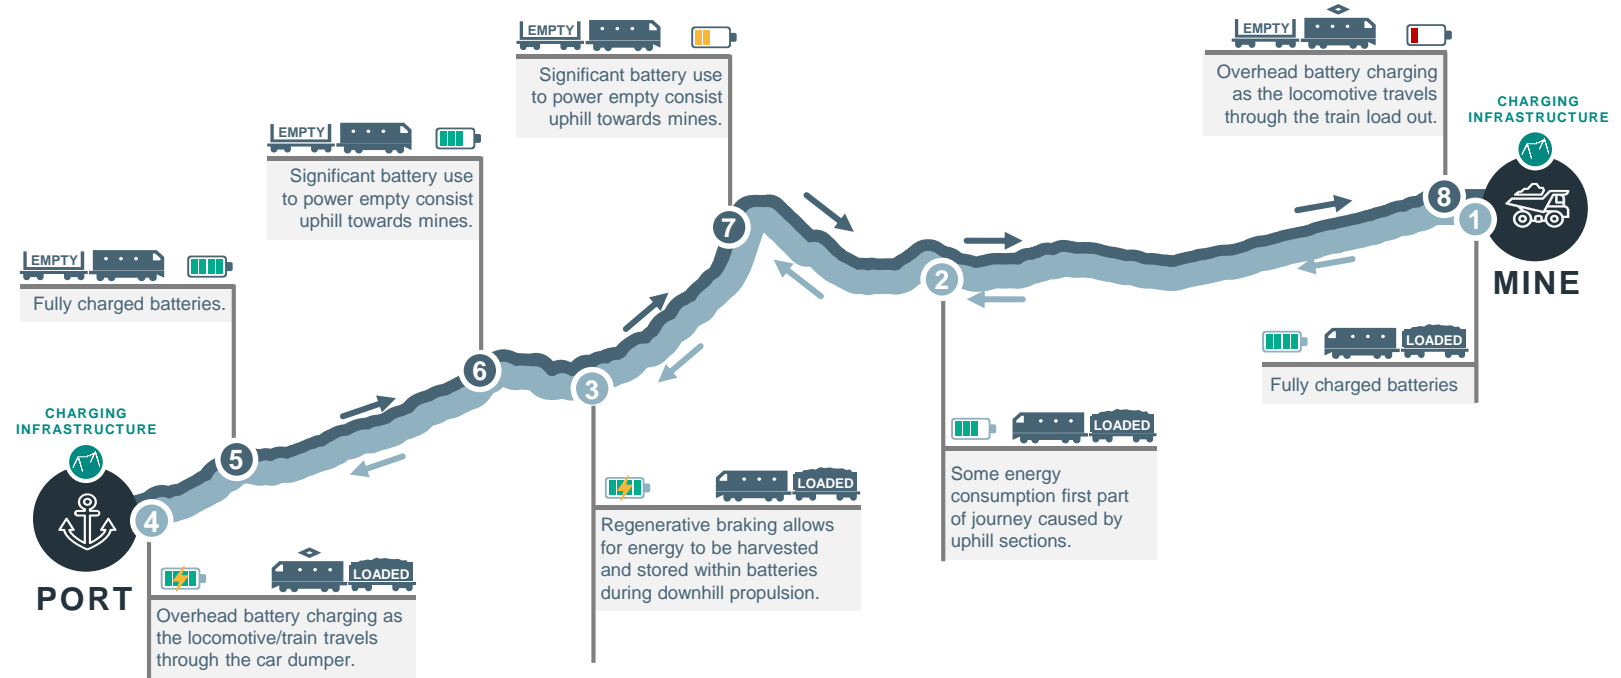 EMPTY
Significant battery use
to power empty consist
uphill towards mines.
EMPTY
Overhead battery charging
as the locomotive travels
through the train load out.
CHARGING
INFRASTRUCTURE
EMPTY
Significant battery use
to power empty consist
uphill towards mines.
EMPTY
Fully charged batteries.
7
8
1
MINE
2
LOADED
Fully charged batteries
6
3
CHARGING
INFRASTRUCTURE
5
4
PORT
LOADED
Some energy
consumption first part
of journey caused by
uphill sections.
LOADED
Regenerative braking allows
for energy to be harvested
and stored within batteries
during downhill propulsion.
LOADED
Overhead battery charging as
the locomotive/train travels
through the car dumper.